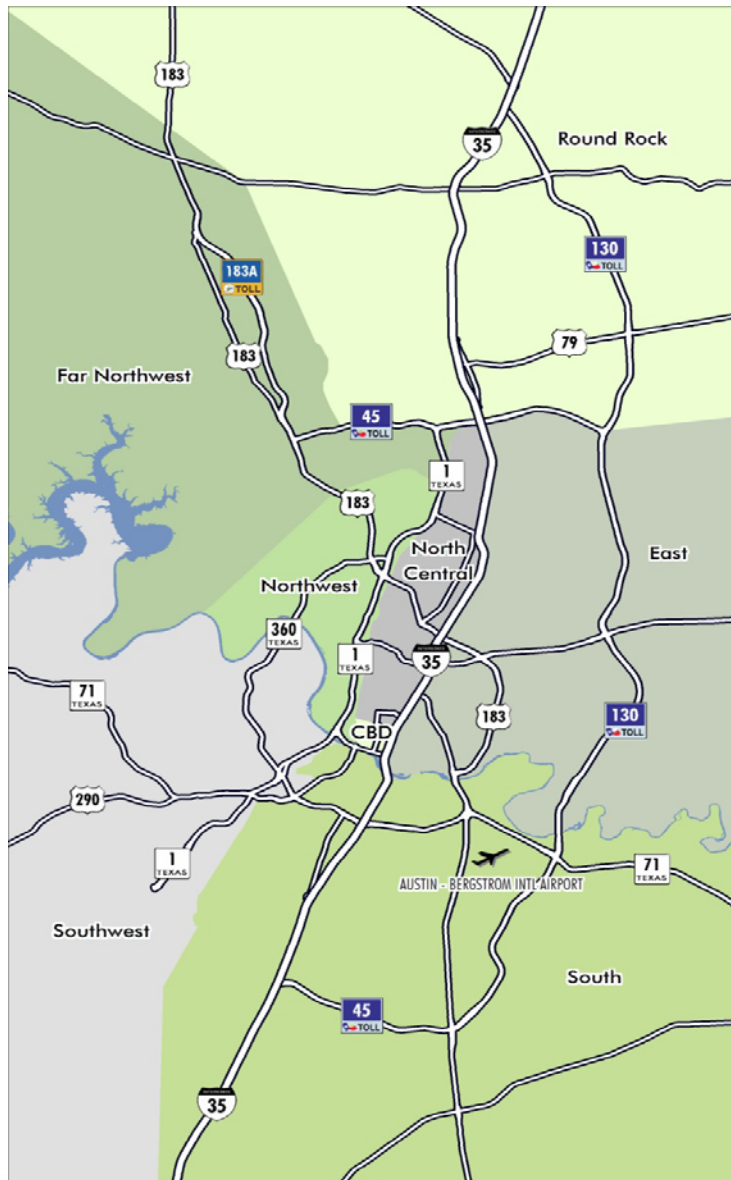 183
35
Round Rock
130
TOLL
183A
TOLL
79
183
Far Northwest
45
TOLL
1
TEXAS
183
North
Central
East
Northwest
360
TEXAS
1
TEXAS
35
71
TEXAS
183
130
TOLL
CBD
290
1
TEXAS
71
TEXAS
AUSTIN - BERGSTROM INTL AIRPORT
Southwest
South
45
TOLL
35